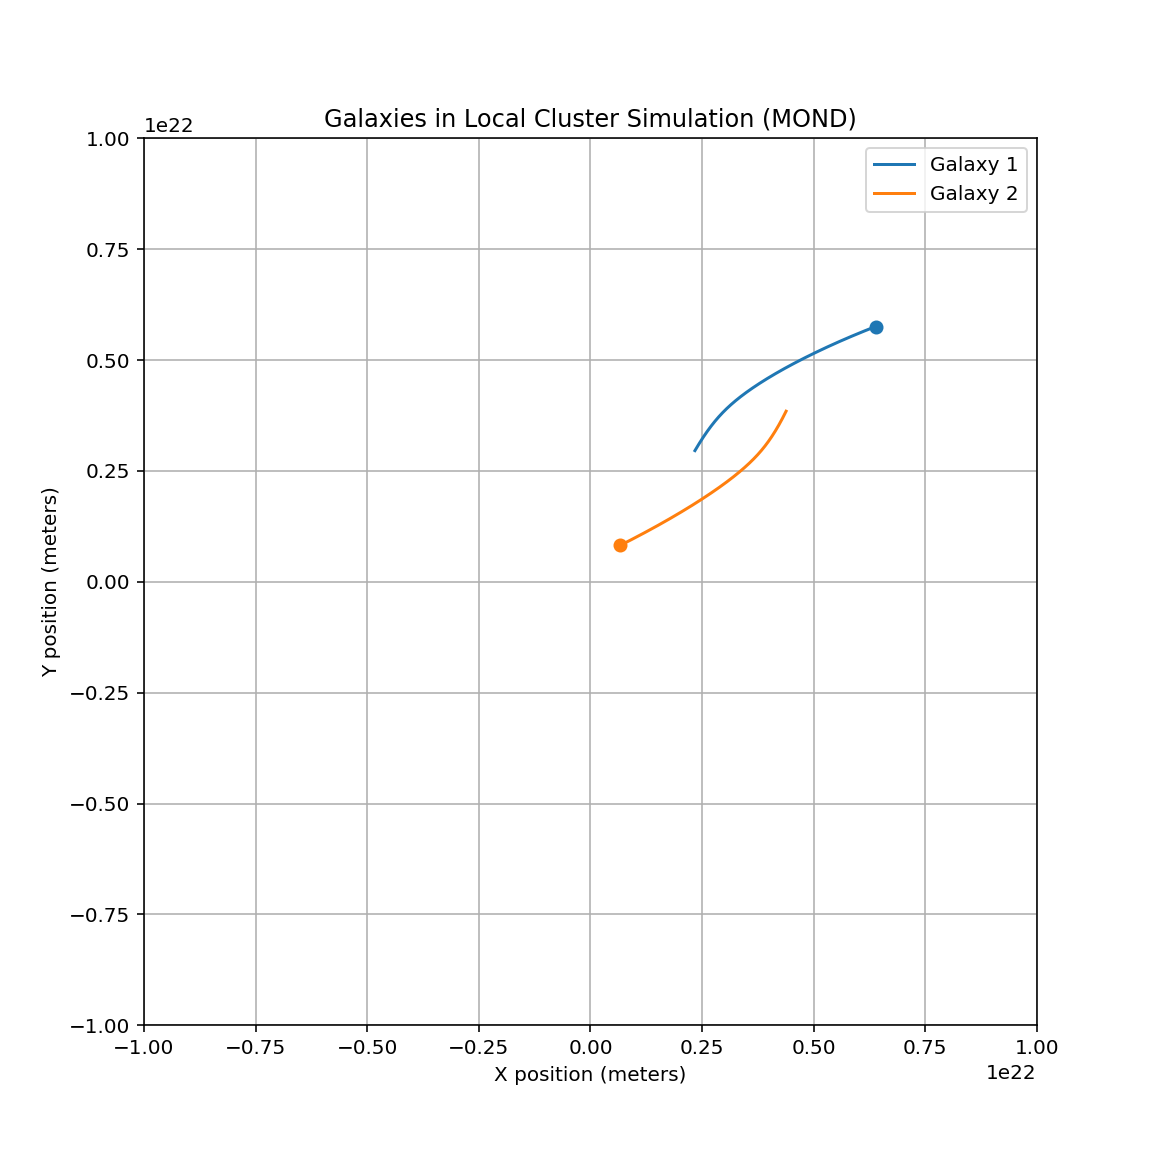 Galaxies in Local Cluster Simulation (MOND)
1e22
Galaxy 1
Galaxy 2
1.00
0.75
0.50
0.25
0.00
−0.25
−0.50
−0.75
−1.00
Y position (meters)
−1.00 −0.75 −0.50 −0.25 0.00 0.25 0.50 0.75 1.00
X position (meters)
1e22